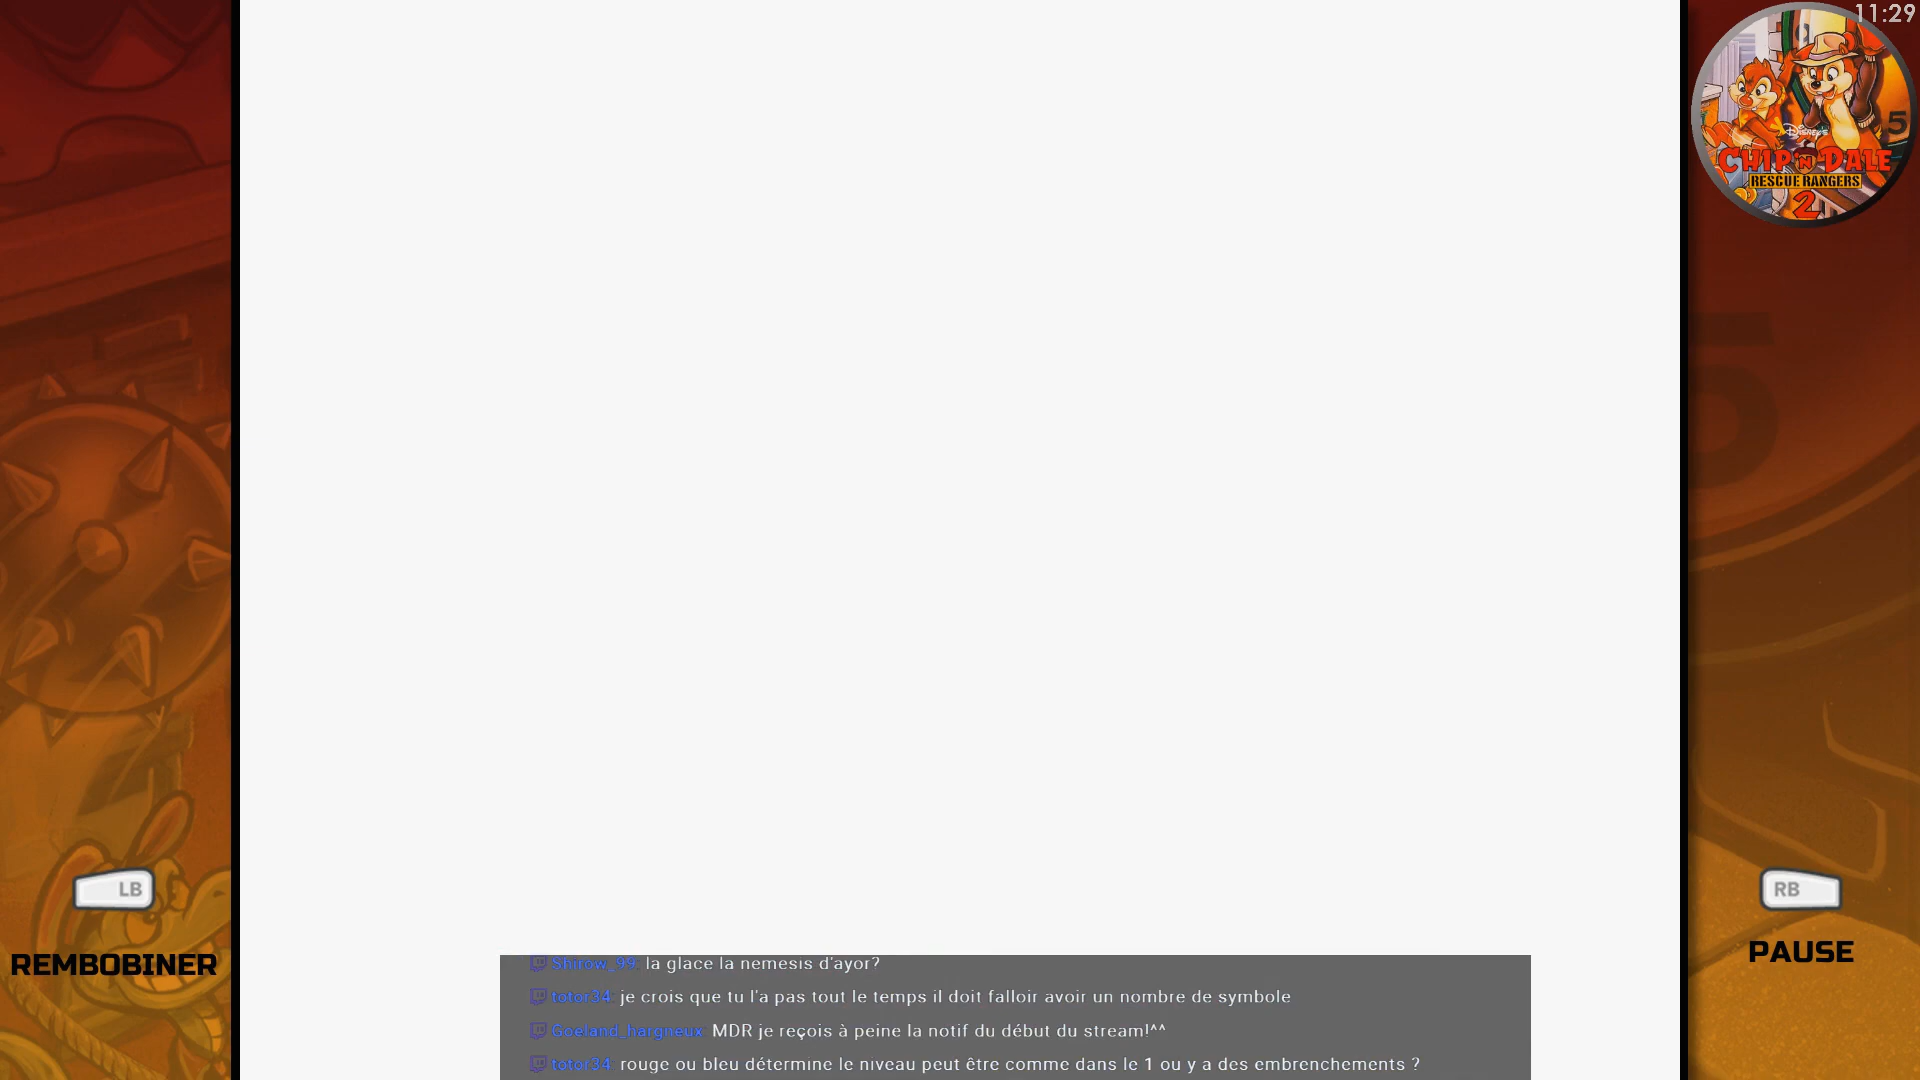 11:29
5
Disney's
CHIP 'N DALE
RESCUE RANGERS
2
LB
REMBOBINER
RB
PAUSE
Shirow_99: la glace la nemesis d'ayor?
totor34: je crois que tu l'a pas tout le temps il doit falloir avoir un nombre de symbole
Goeland_hargneux: MDR je reçois à peine la notif du début du stream!^^
totor34: rouge ou bleu détermine le niveau peut être comme dans le 1 ou y a des embrenchements ?